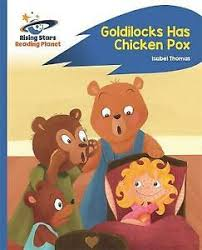 Rising Stars
Reading Planet
Goldilocks Has
Chicken Pox
Isabel Thomas